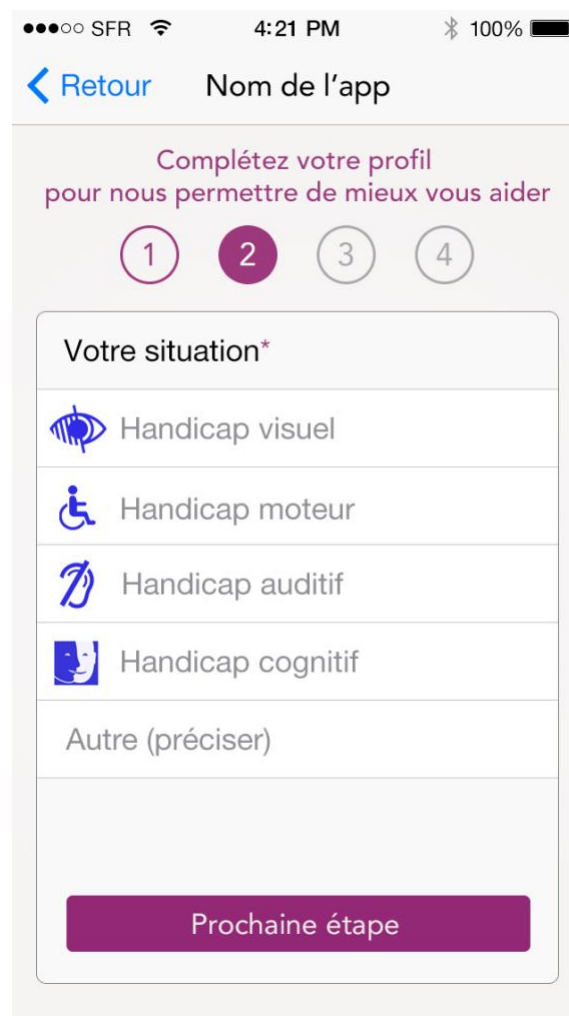 SFR 4:21 PM 100%
Retour Nom de l’app
Complétez votre profil
pour nous permettre de mieux vous aider
1 2 3 4
Votre situation*
Handicap visuel
Handicap moteur
Handicap auditif
Handicap cognitif
Autre (préciser)
Prochaine étape